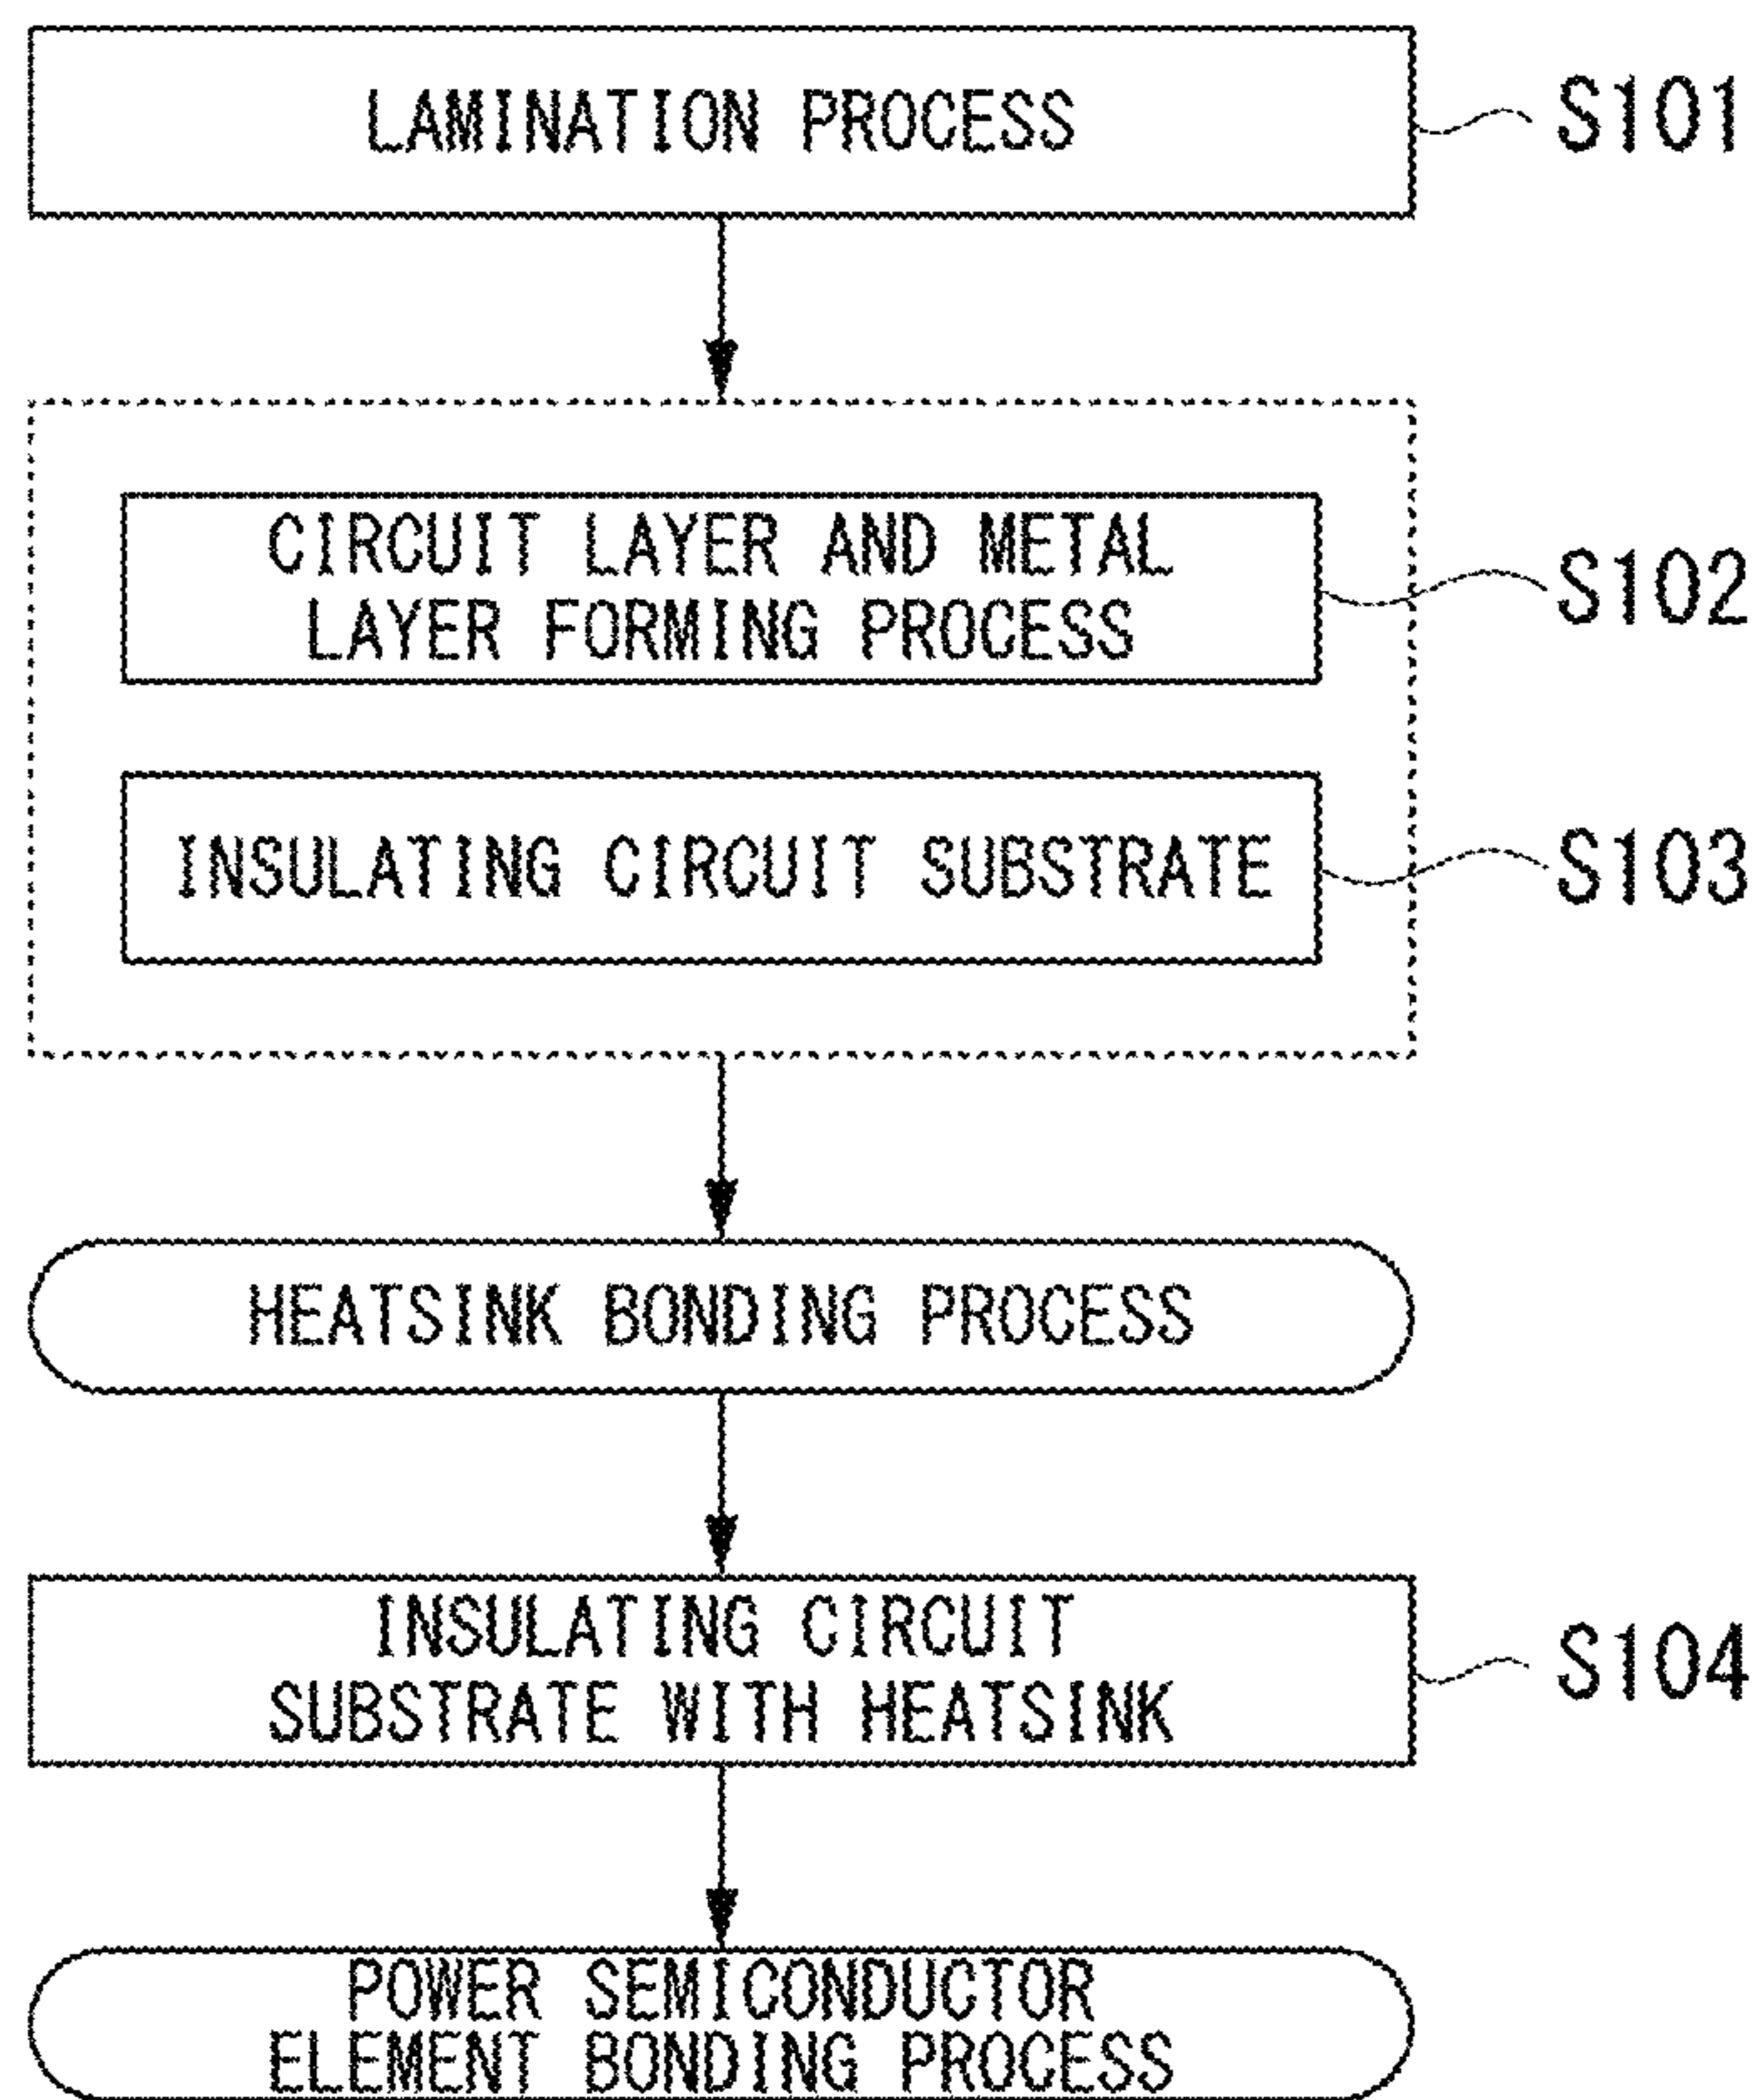 LAMINATION PROCESS
S101
CIRCUIT LAYER AND METAL
LAYER FORMING PROCESS
S102
INSULATING CIRCUIT SUBSTRATE
S103
HEATSINK BONDING PROCESS
INSULATING CIRCUIT
SUBSTRATE WITH HEATSINK
S104
POWER SEMICONDUCTOR
ELEMENT BONDING PROCESS